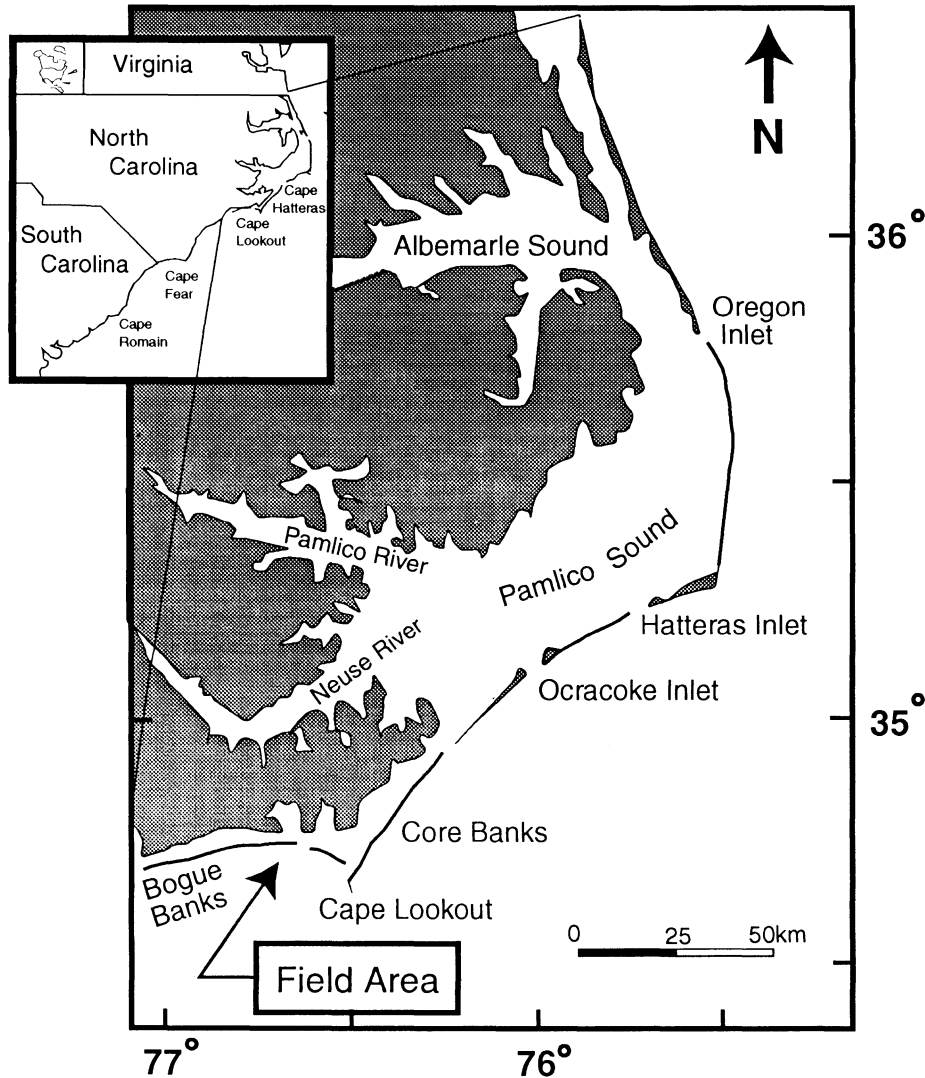 Virginia
North
Carolina
Cape
Hatteras
Cape
Lookout
South
Carolina
Cape
Fear
Cape
Romain
N
Albemarle Sound
36°
Oregon
Inlet
Pamlico River
Pamlico Sound
Hatteras Inlet
Neuse River
Ocracoke Inlet
35°
Core Banks
Bogue
Banks
Cape Lookout
0 25 50km
Field Area
77° 76°